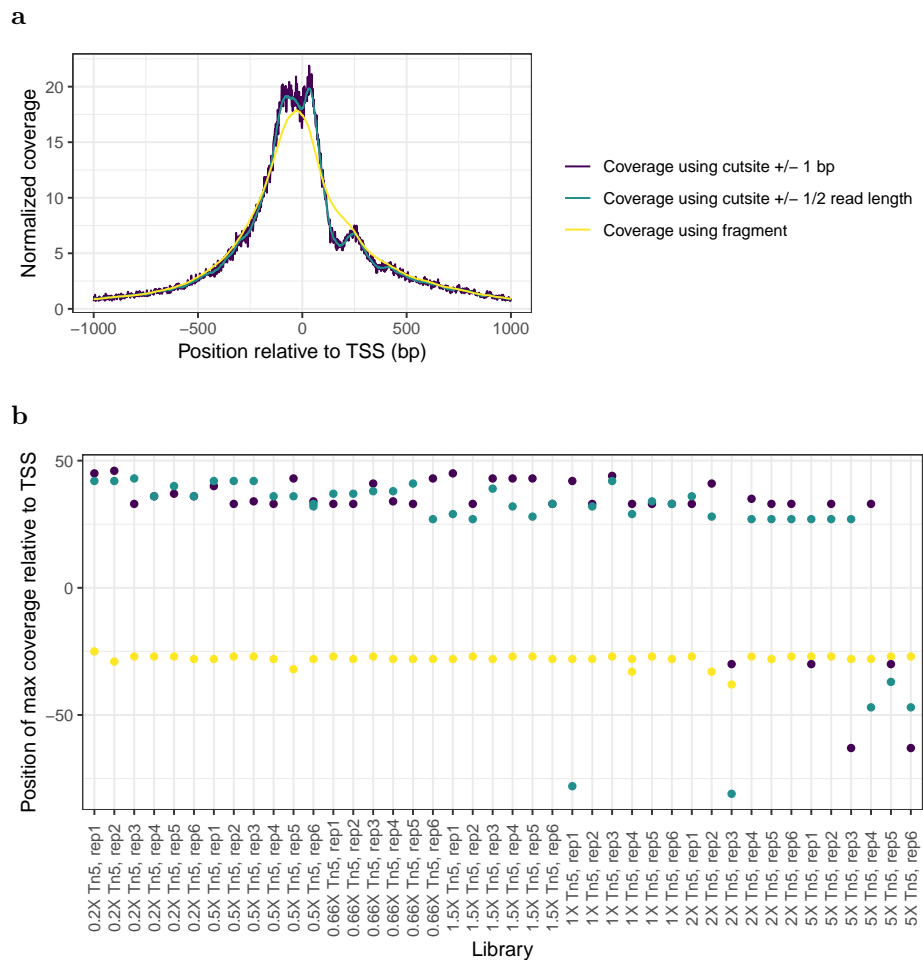 a
Normalized coverage
20
15
10
5
0
−1000
−500
0
500
1000
Position relative to TSS (bp)
Coverage using cutsite +/− 1 bp
Coverage using cutsite +/− 1/2 read length
Coverage using fragment
b
Position of max coverage relative to TSS
50
0
−50
0.2X Tn5, rep1
0.2X Tn5, rep2
0.2X Tn5, rep3
0.2X Tn5, rep4
0.2X Tn5, rep5
0.2X Tn5, rep6
0.5X Tn5, rep1
0.5X Tn5, rep2
0.5X Tn5, rep3
0.5X Tn5, rep4
0.5X Tn5, rep5
0.5X Tn5, rep6
0.66X Tn5, rep1
0.66X Tn5, rep2
0.66X Tn5, rep3
0.66X Tn5, rep4
0.66X Tn5, rep5
0.66X Tn5, rep6
1.5X Tn5, rep1
1.5X Tn5, rep2
1.5X Tn5, rep3
1.5X Tn5, rep4
1.5X Tn5, rep5
1.5X Tn5, rep6
1X Tn5, rep1
1X Tn5, rep2
1X Tn5, rep3
1X Tn5, rep4
1X Tn5, rep5
1X Tn5, rep6
2X Tn5, rep1
2X Tn5, rep2
2X Tn5, rep3
2X Tn5, rep4
2X Tn5, rep5
2X Tn5, rep6
5X Tn5, rep1
5X Tn5, rep2
5X Tn5, rep3
5X Tn5, rep4
5X Tn5, rep5
5X Tn5, rep6
Library